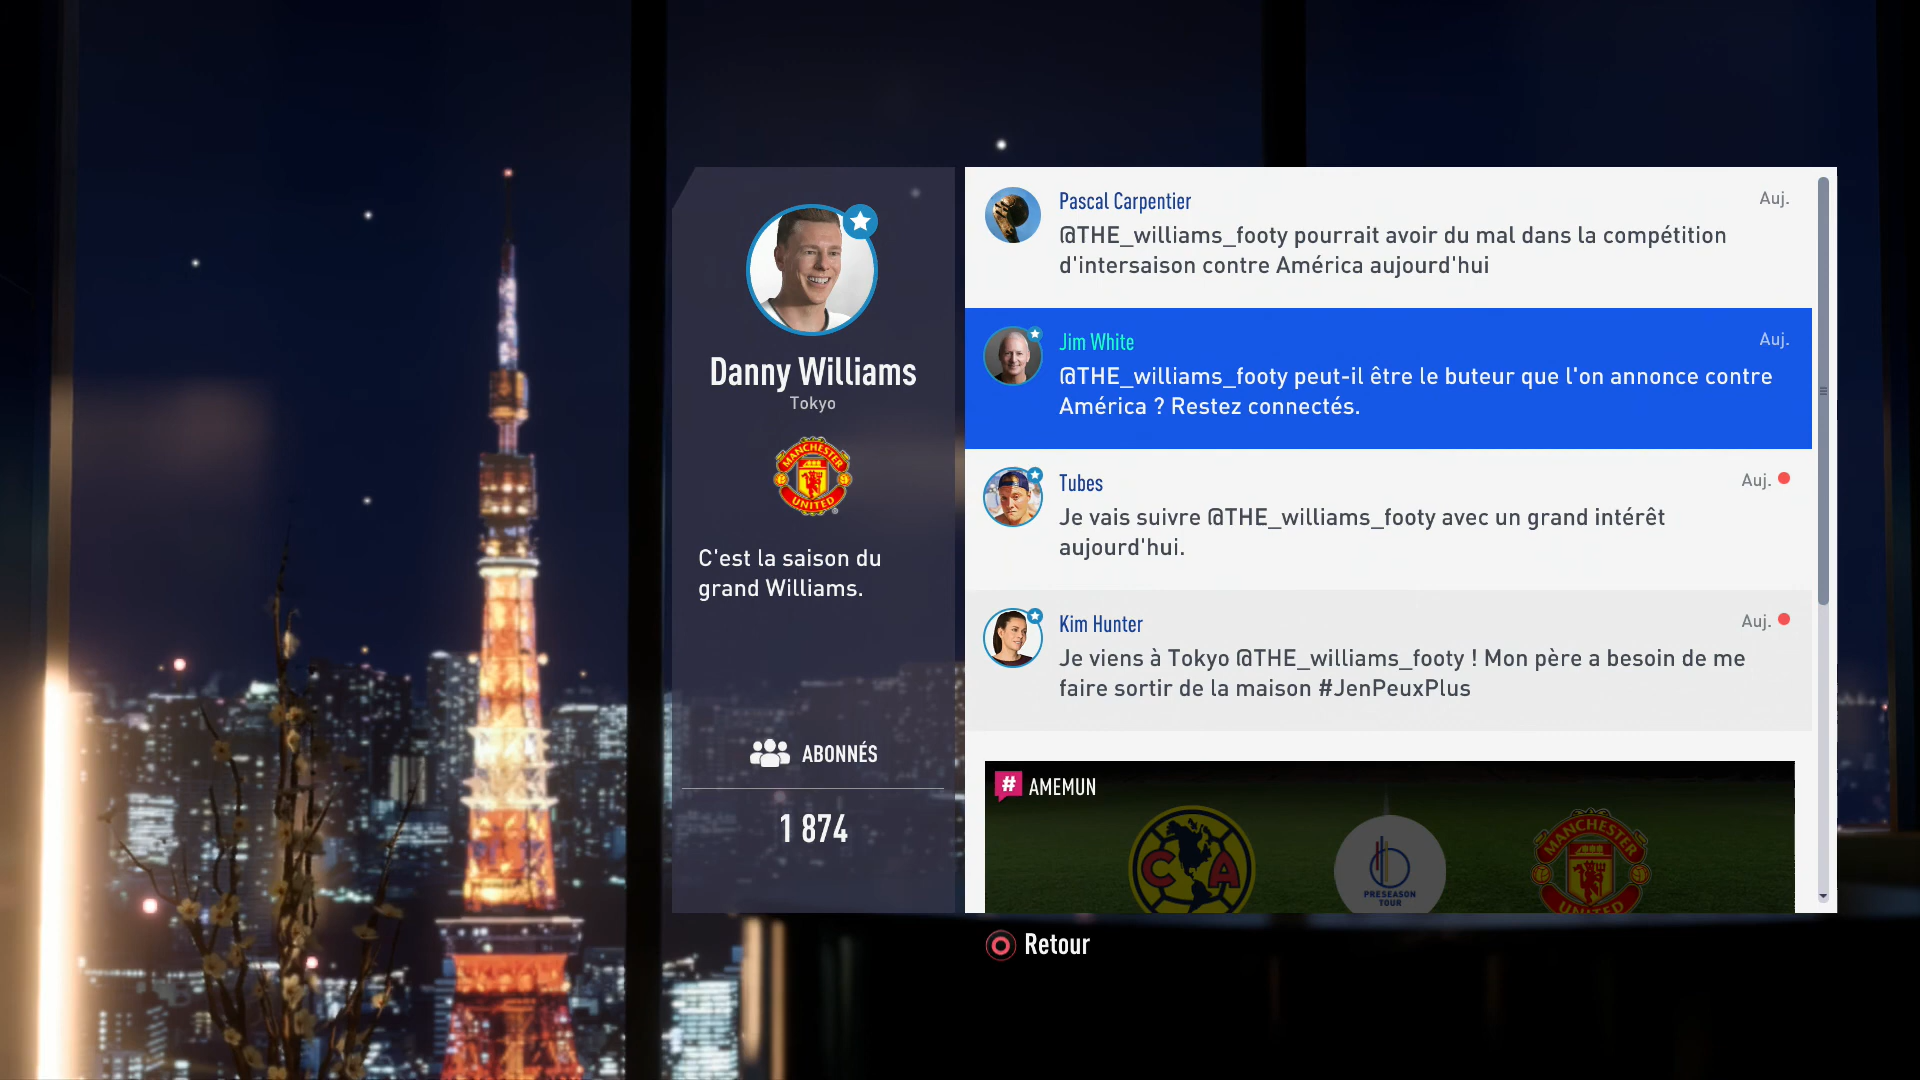 Danny Williams
Tokyo
MANCHESTER
UNITED
C'est la saison du
grand Williams.
ABONNÉS
1 874
Pascal Carpentier
Auj.
@THE_williams_footy pourrait avoir du mal dans la compétition
d'intersaison contre América aujourd'hui
Jim White
Auj.
@THE_williams_footy peut-il être le buteur que l'on annonce contre
América ? Restez connectés.
Tubes
Auj.
Je vais suivre @THE_williams_footy avec un grand intérêt
aujourd'hui.
Kim Hunter
Auj.
Je viens à Tokyo @THE_williams_footy ! Mon père a besoin de me
faire sortir de la maison #JenPeuxPlus
# AMEMUN
C A
PRESEASON
TOUR
MANCHESTER
UNITED
Retour